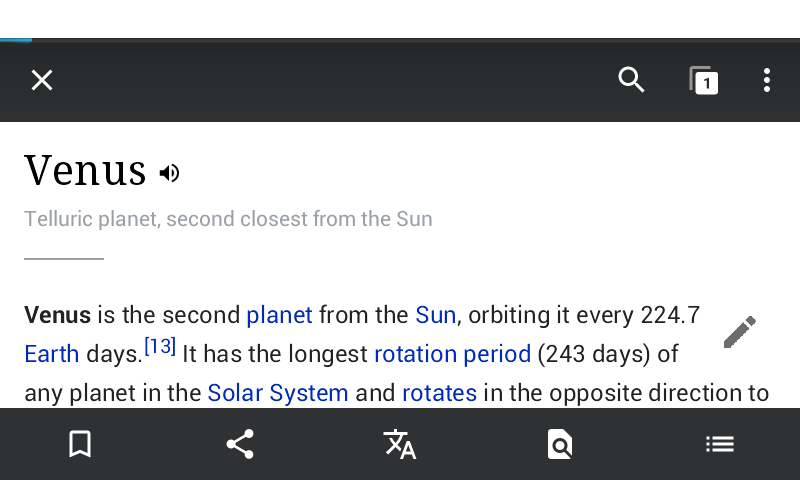 1
Venus
Telluric planet, second closest from the Sun
Venus is the second planet from the Sun, orbiting it every 224.7
Earth days.[13] It has the longest rotation period (243 days) of
any planet in the Solar System and rotates in the opposite direction to